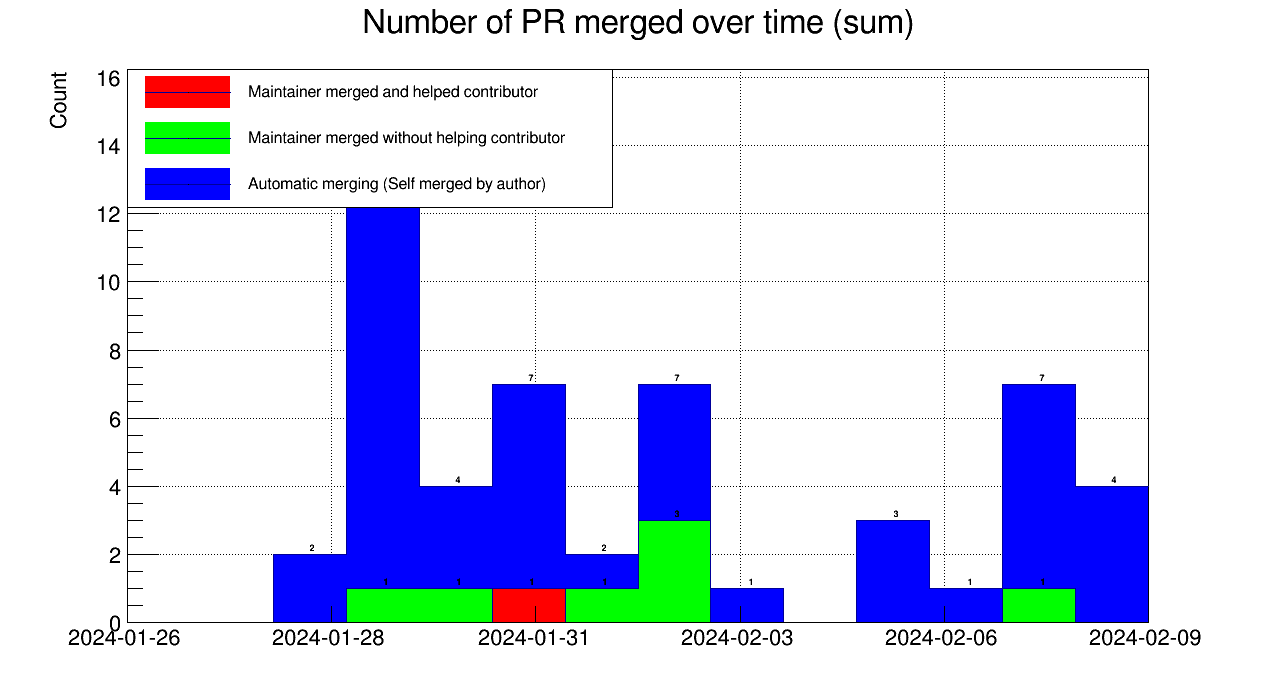 Number of PR merged over time (sum)
Count
Maintainer merged and helped contributor
Maintainer merged without helping contributor
Automatic merging (Self merged by author)
16
14
12
10
8
6
4
2
0
2 4 7 2 7 1 3 1 7 4
1 1 1 1 3 1
2024-01-26 2024-01-28 2024-01-31 2024-02-03 2024-02-06 2024-02-09